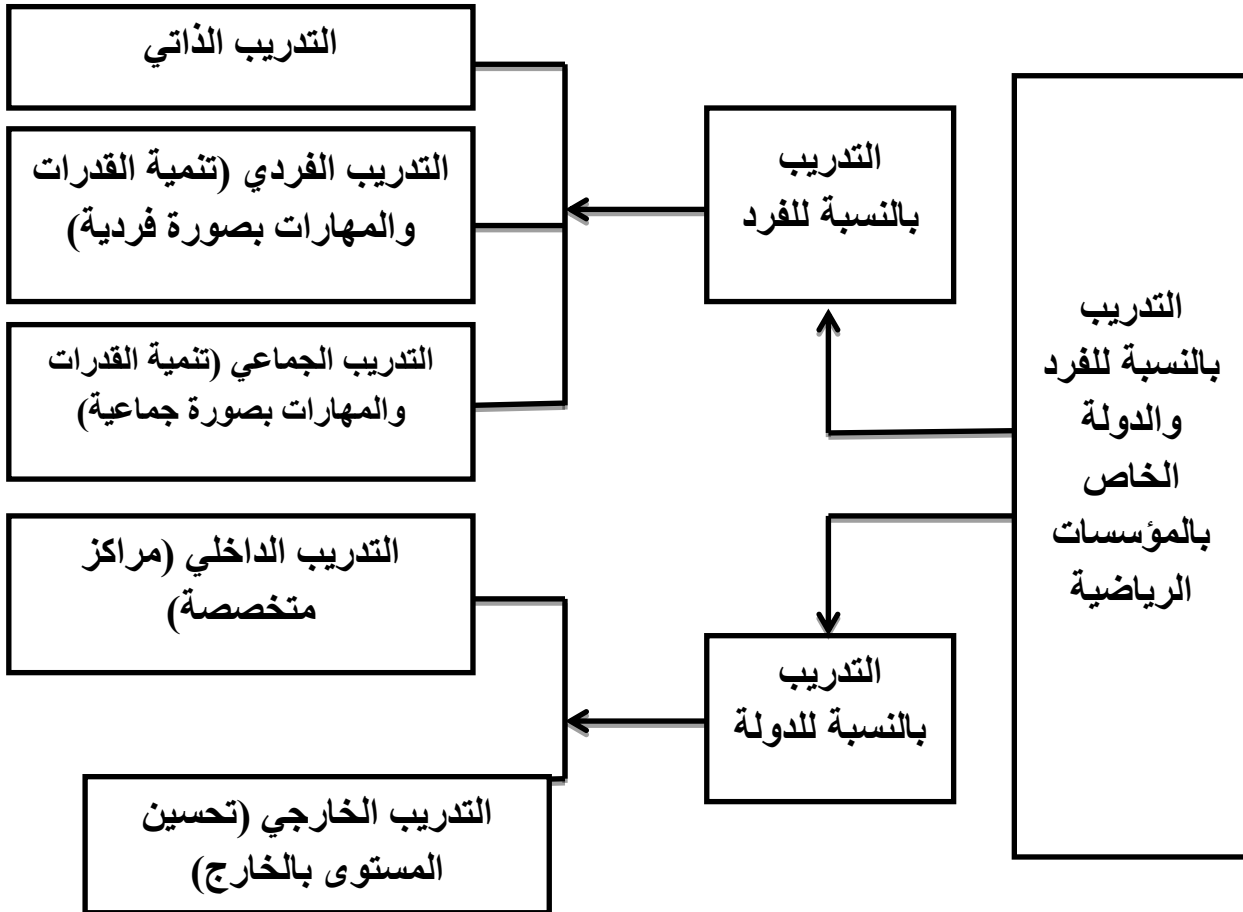 التدريب
بالنسبة للفرد
والدولة
الخاص
بالمؤسسات
الرياضية
التدريب
بالنسبة للفرد
التدريب الذاتي
التدريب الفردي (تنمية القدرات
والمهارات بصورة فردية)
التدريب الجماعي (تنمية القدرات
والمهارات بصورة جماعية)
التدريب
بالنسبة للدولة
التدريب الداخلي (مراكز
متخصصة)
التدريب الخارجي (تحسين
المستوى بالخارج)